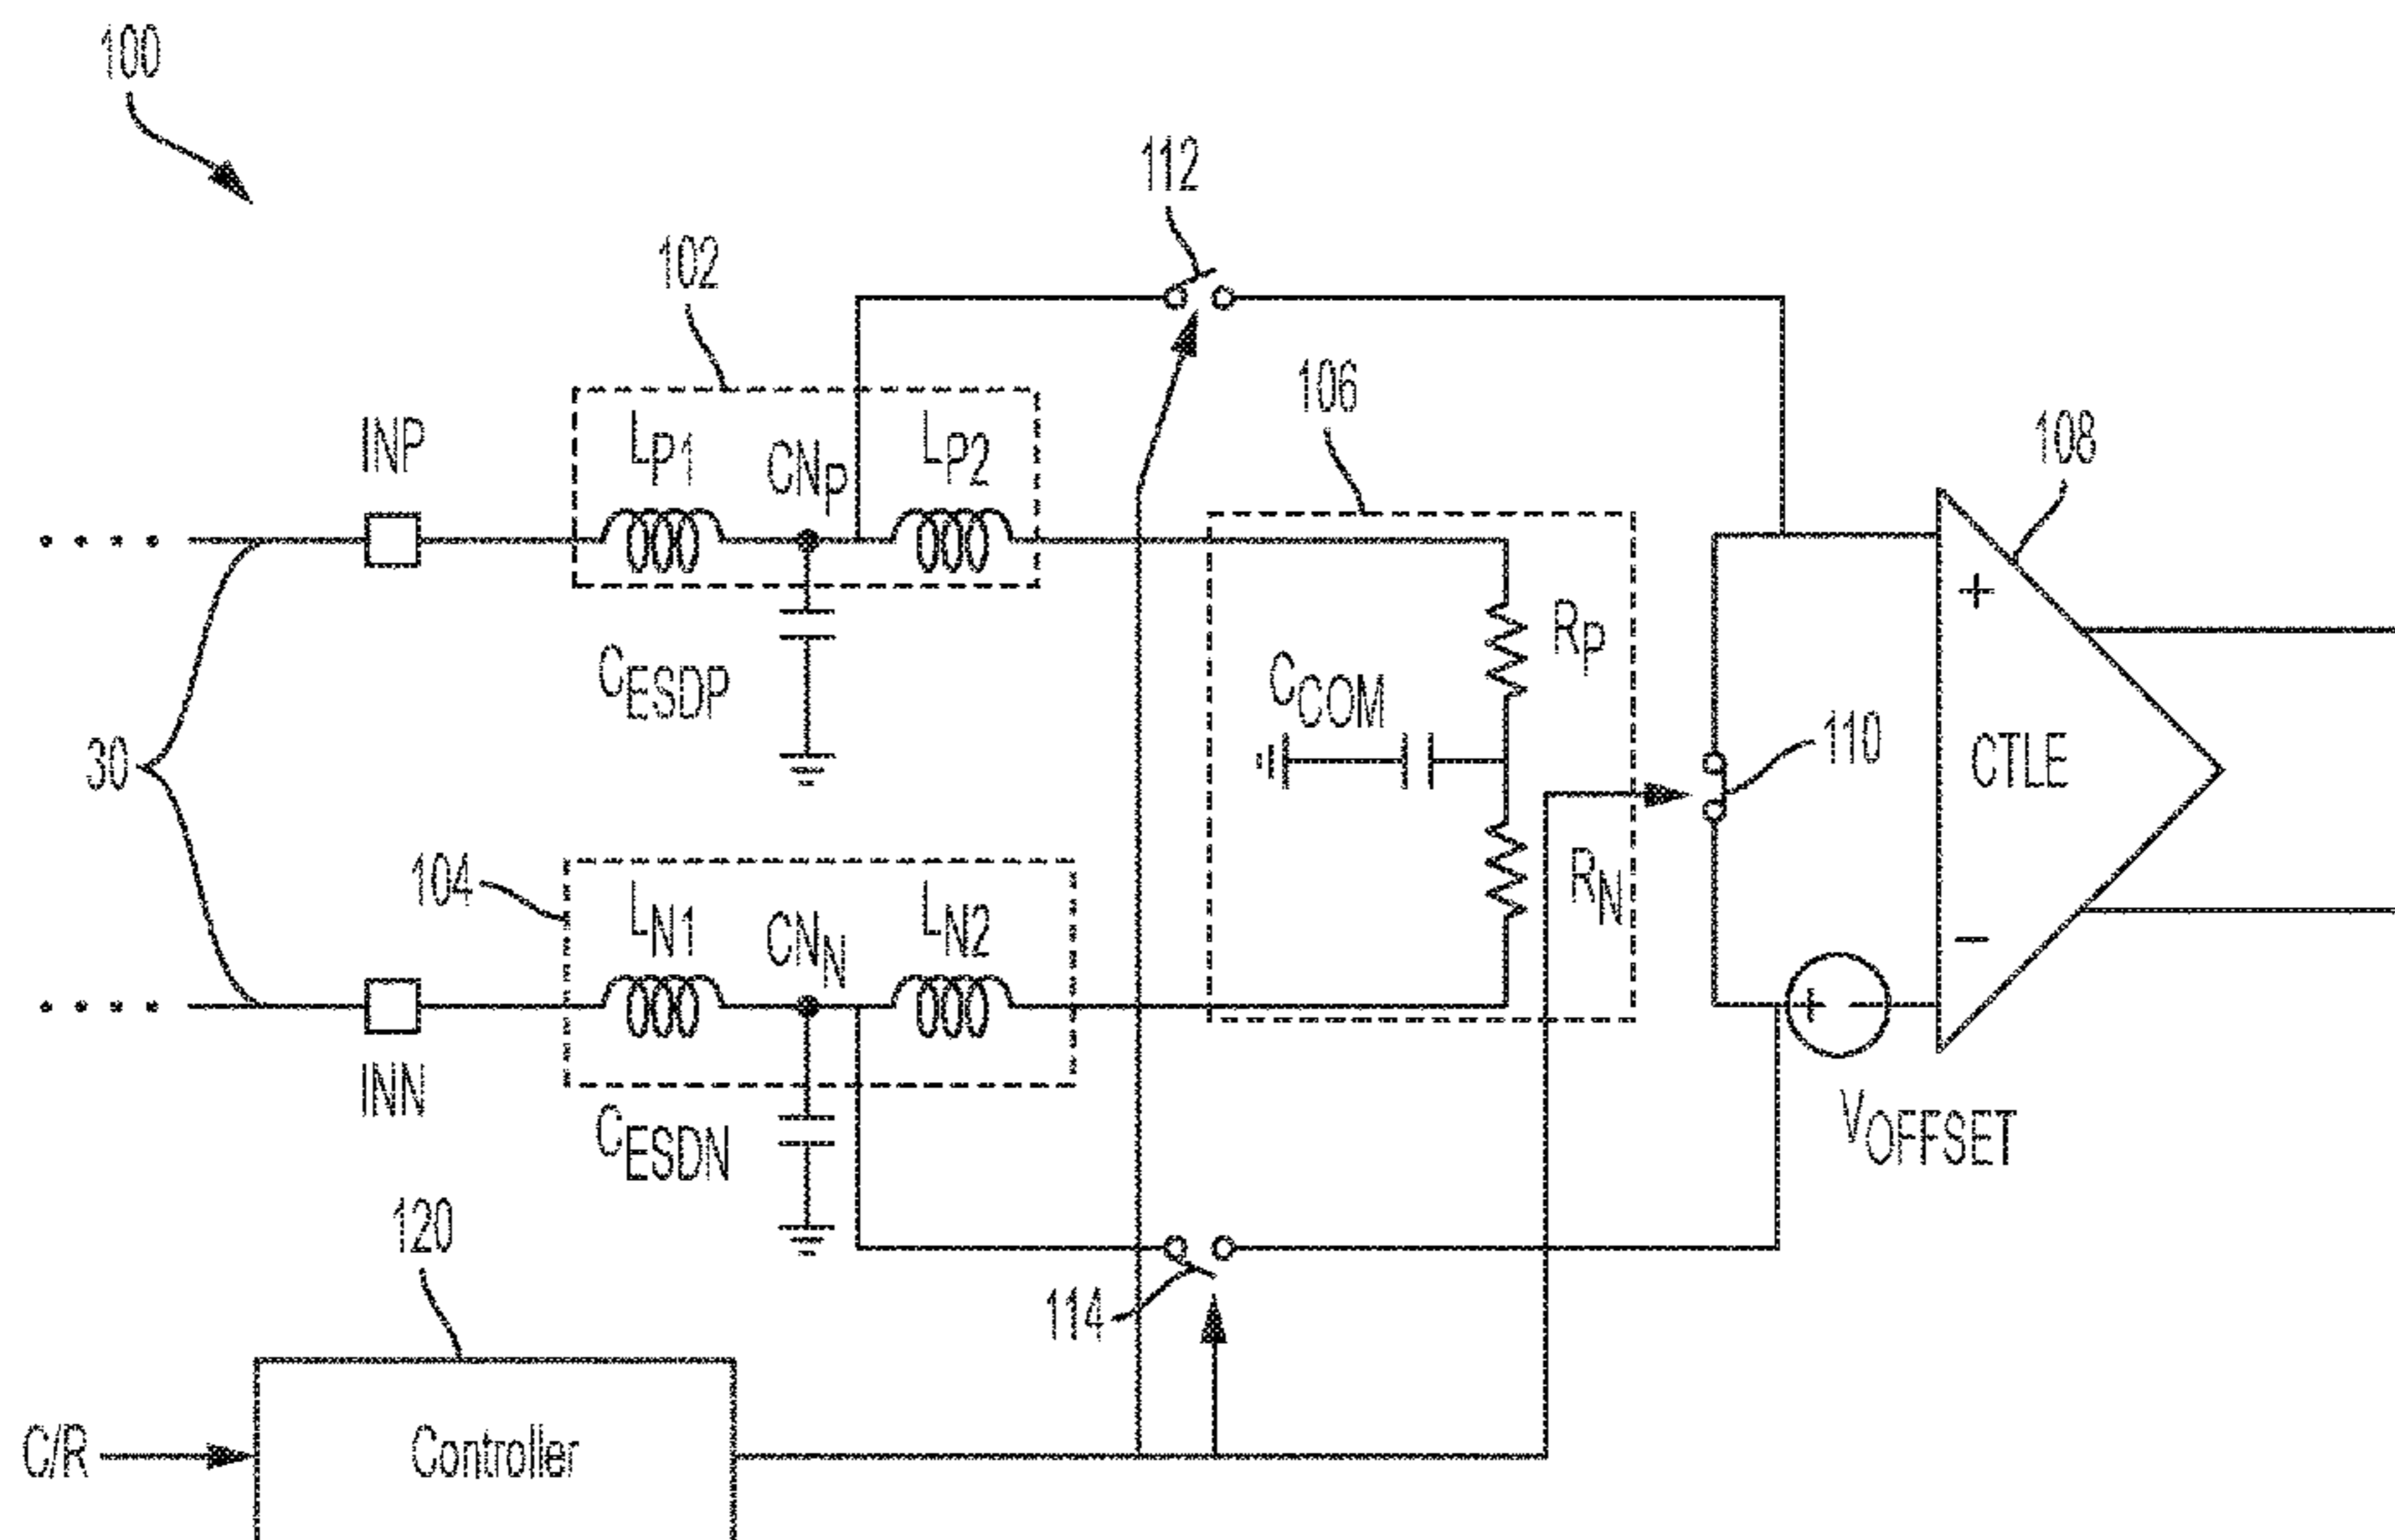 100
112
102
106
108
INP
LP1
CNP
LP2
RP
CESDP
CCOM
30
110
CTLE
+
−
104
LN1
CNN
LN2
RN
INN
CESDN
+ −
VOFFSET
120
114
C/R
Controller